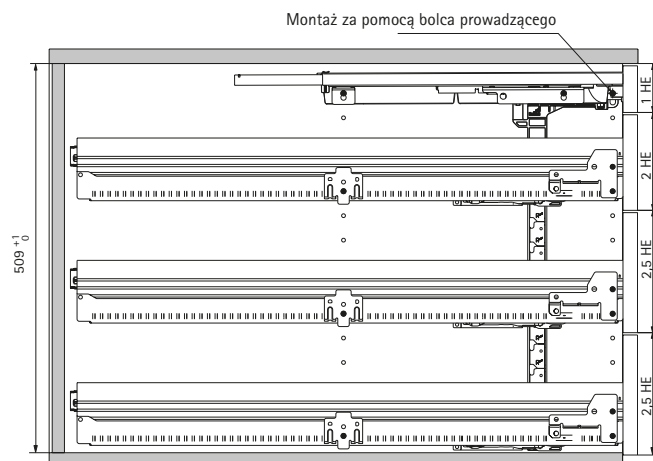 Montaż za pomocą bolca prowadzącego
1 HE
2 HE
2,5 HE
2,5 HE
509 +1 0